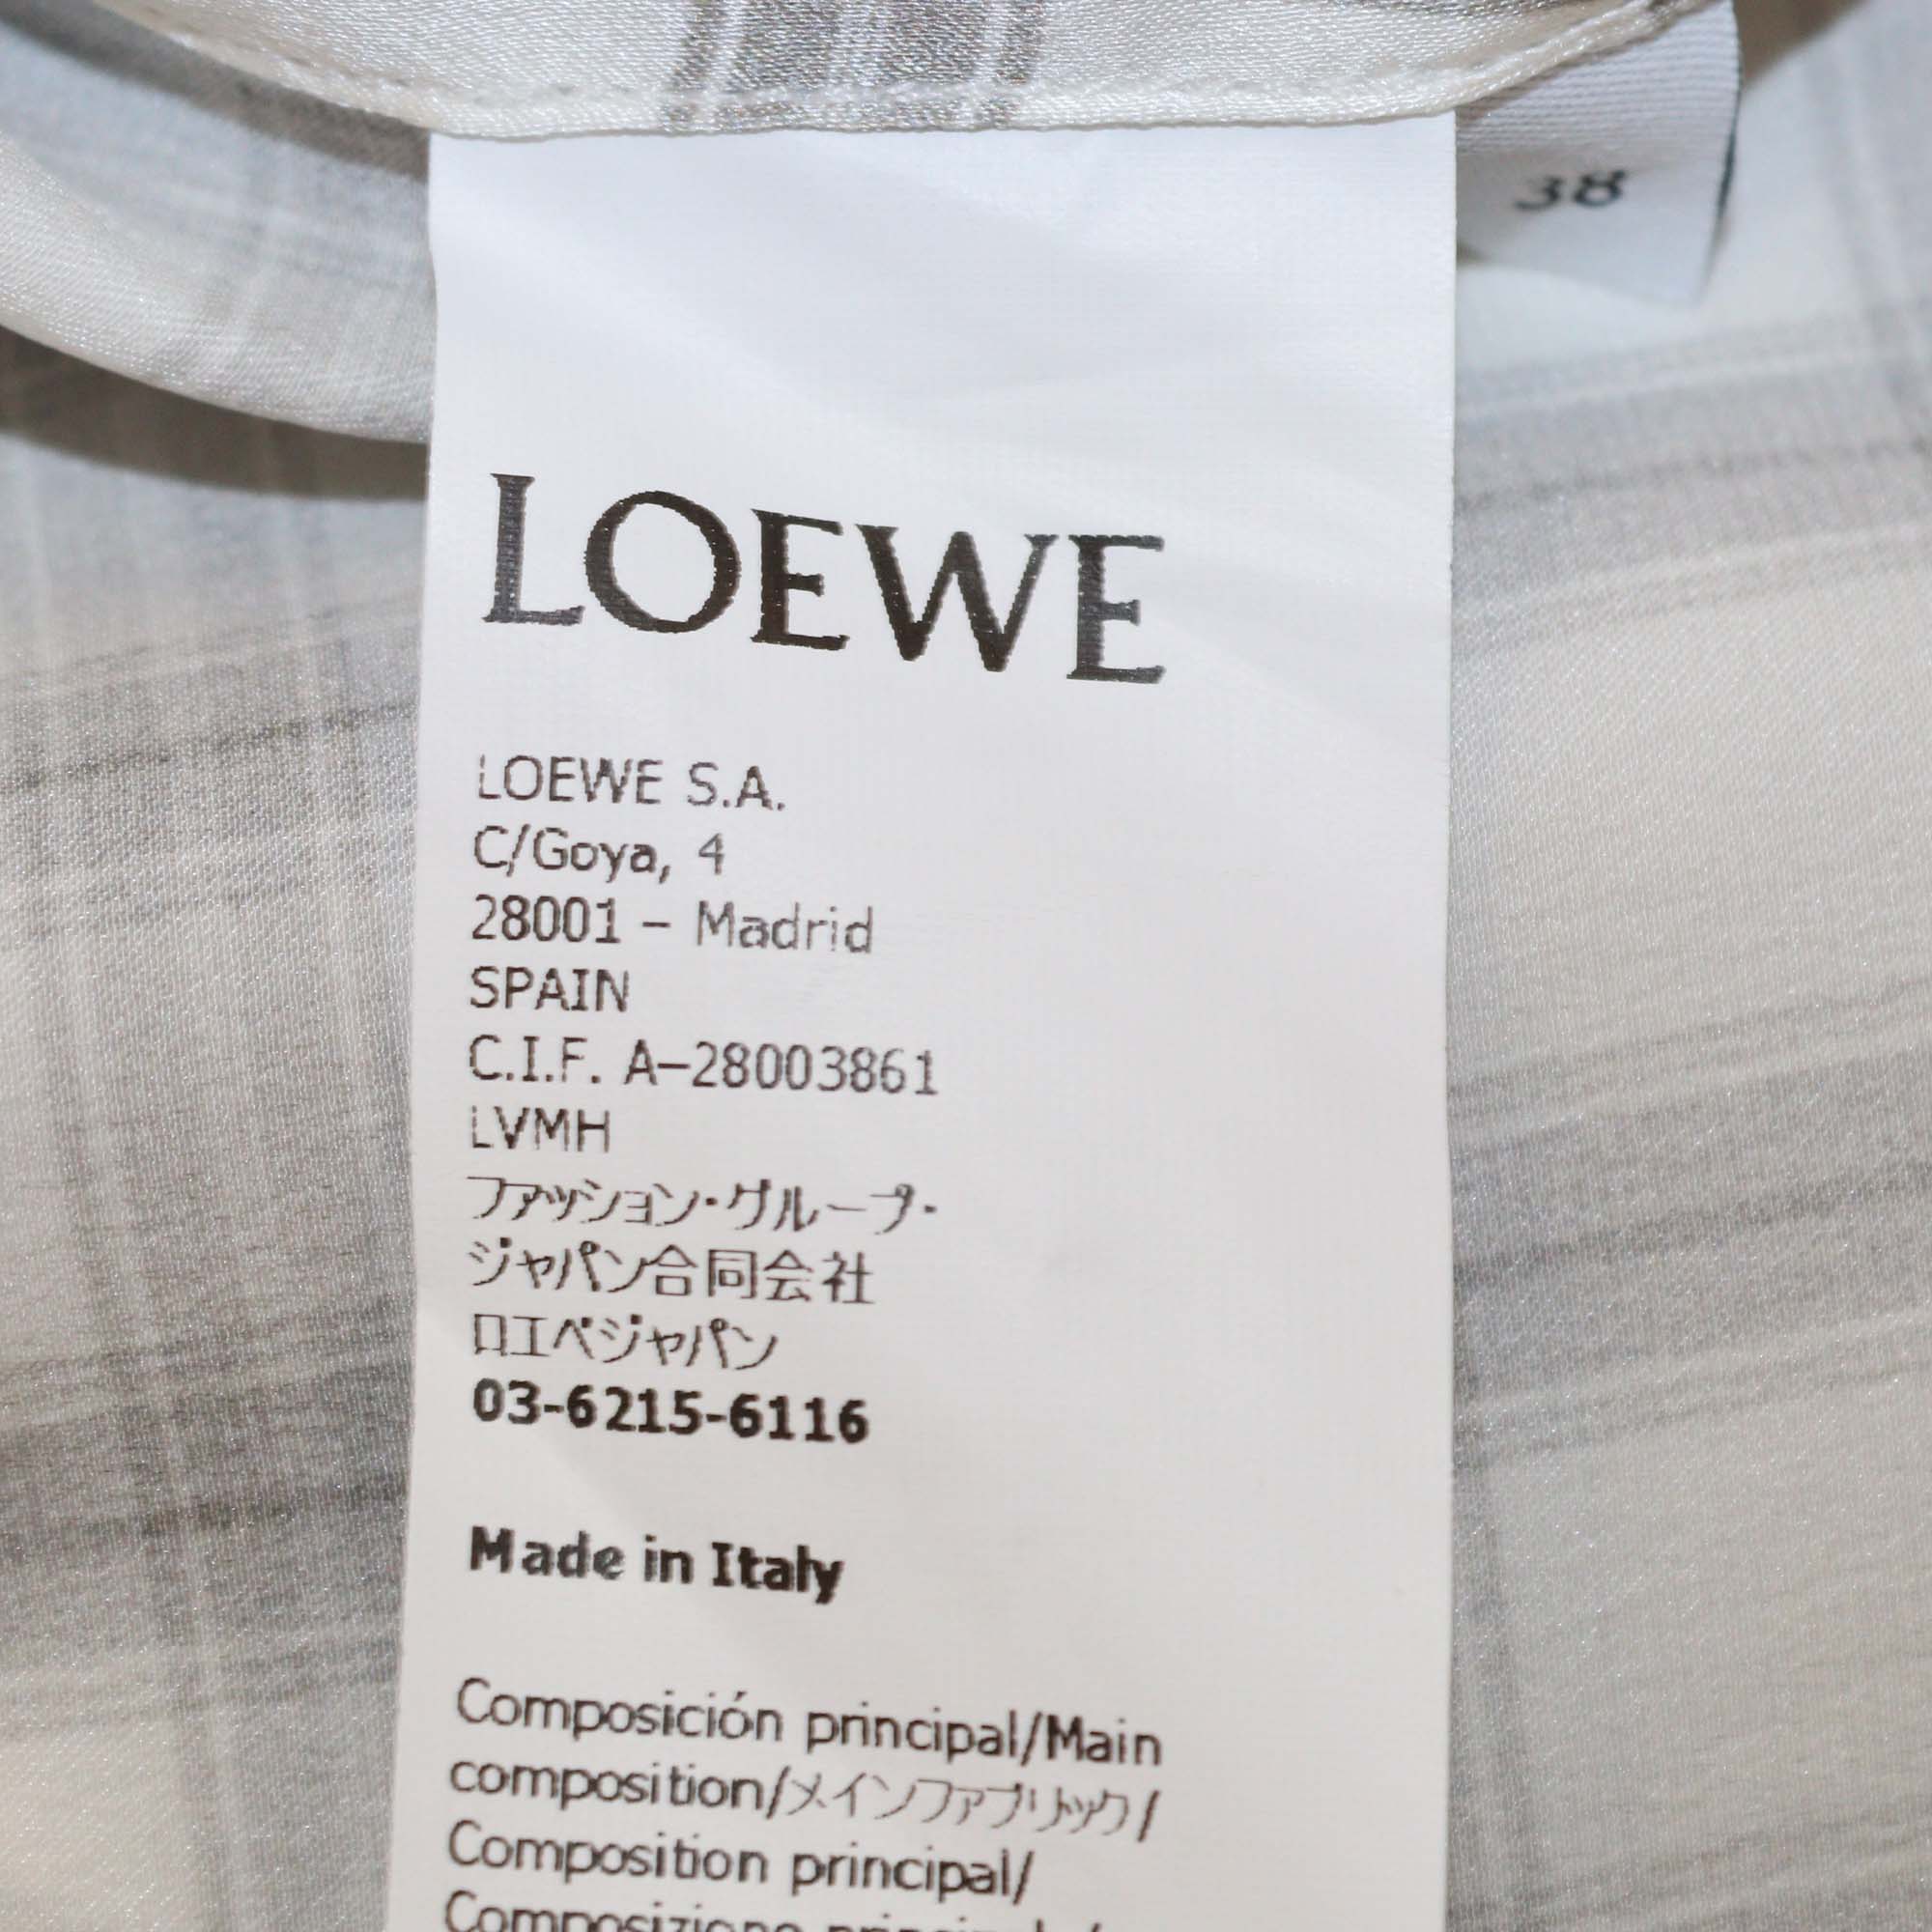 38
LOEWE
LOEWE S.A.
C/Goya, 4
28001 – Madrid
SPAIN
C.I.F. A–28003861
LVMH
ファッション・グループ・
ジャパン合同会社
ロエベジャパン
03-6215-6116
Made in Italy
Composición principal/Main
composition/メインファブリック/
Composition principal/
Composizione principale/